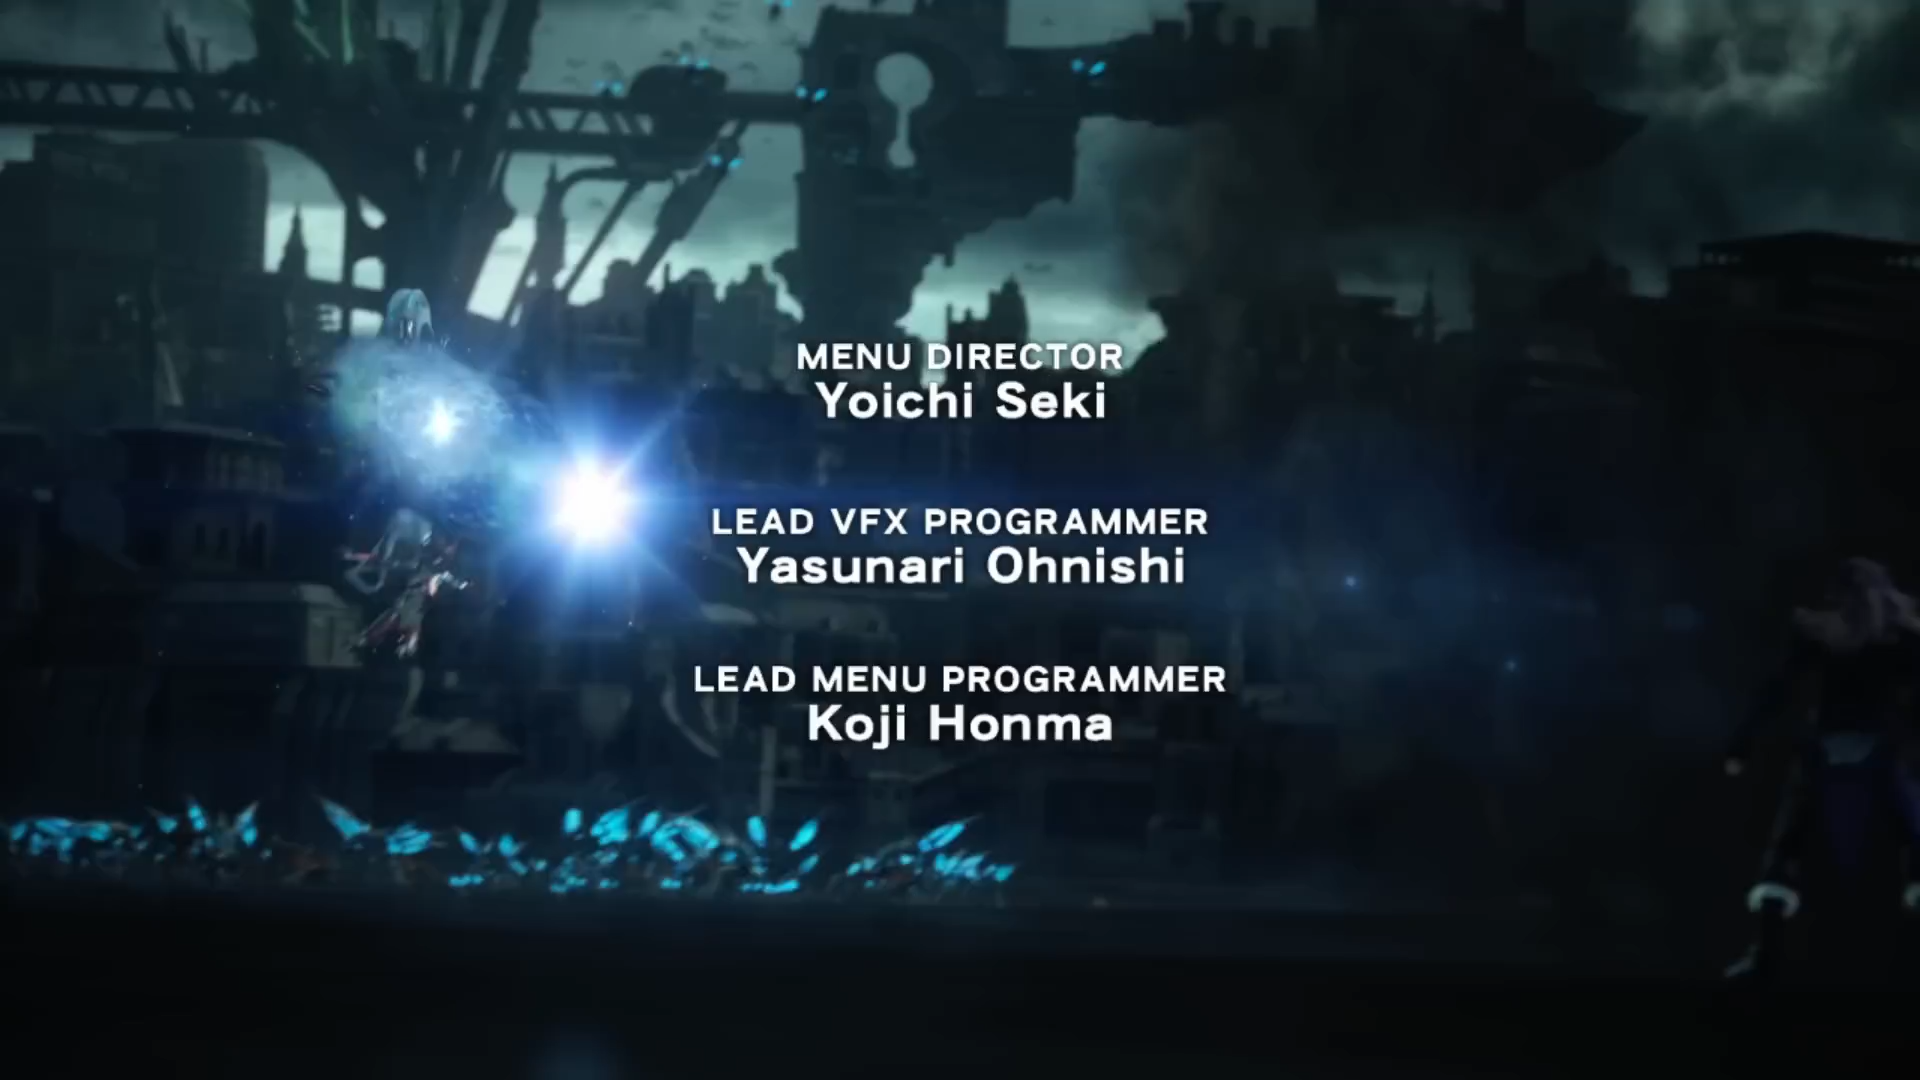 MENU DIRECTOR
Yoichi Seki
LEAD VFX PROGRAMMER
Yasunari Ohnishi
LEAD MENU PROGRAMMER
Koji Honma